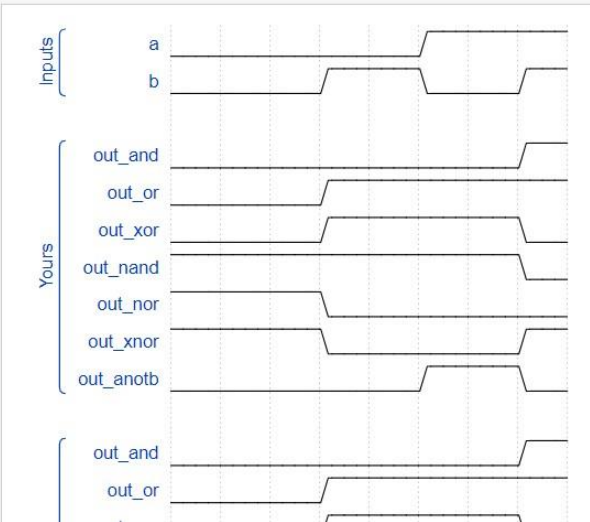 Inputs
a
b
Yours
out_and
out_or
out_xor
out_nand
out_nor
out_xnor
out_anotb
out_and
out_or